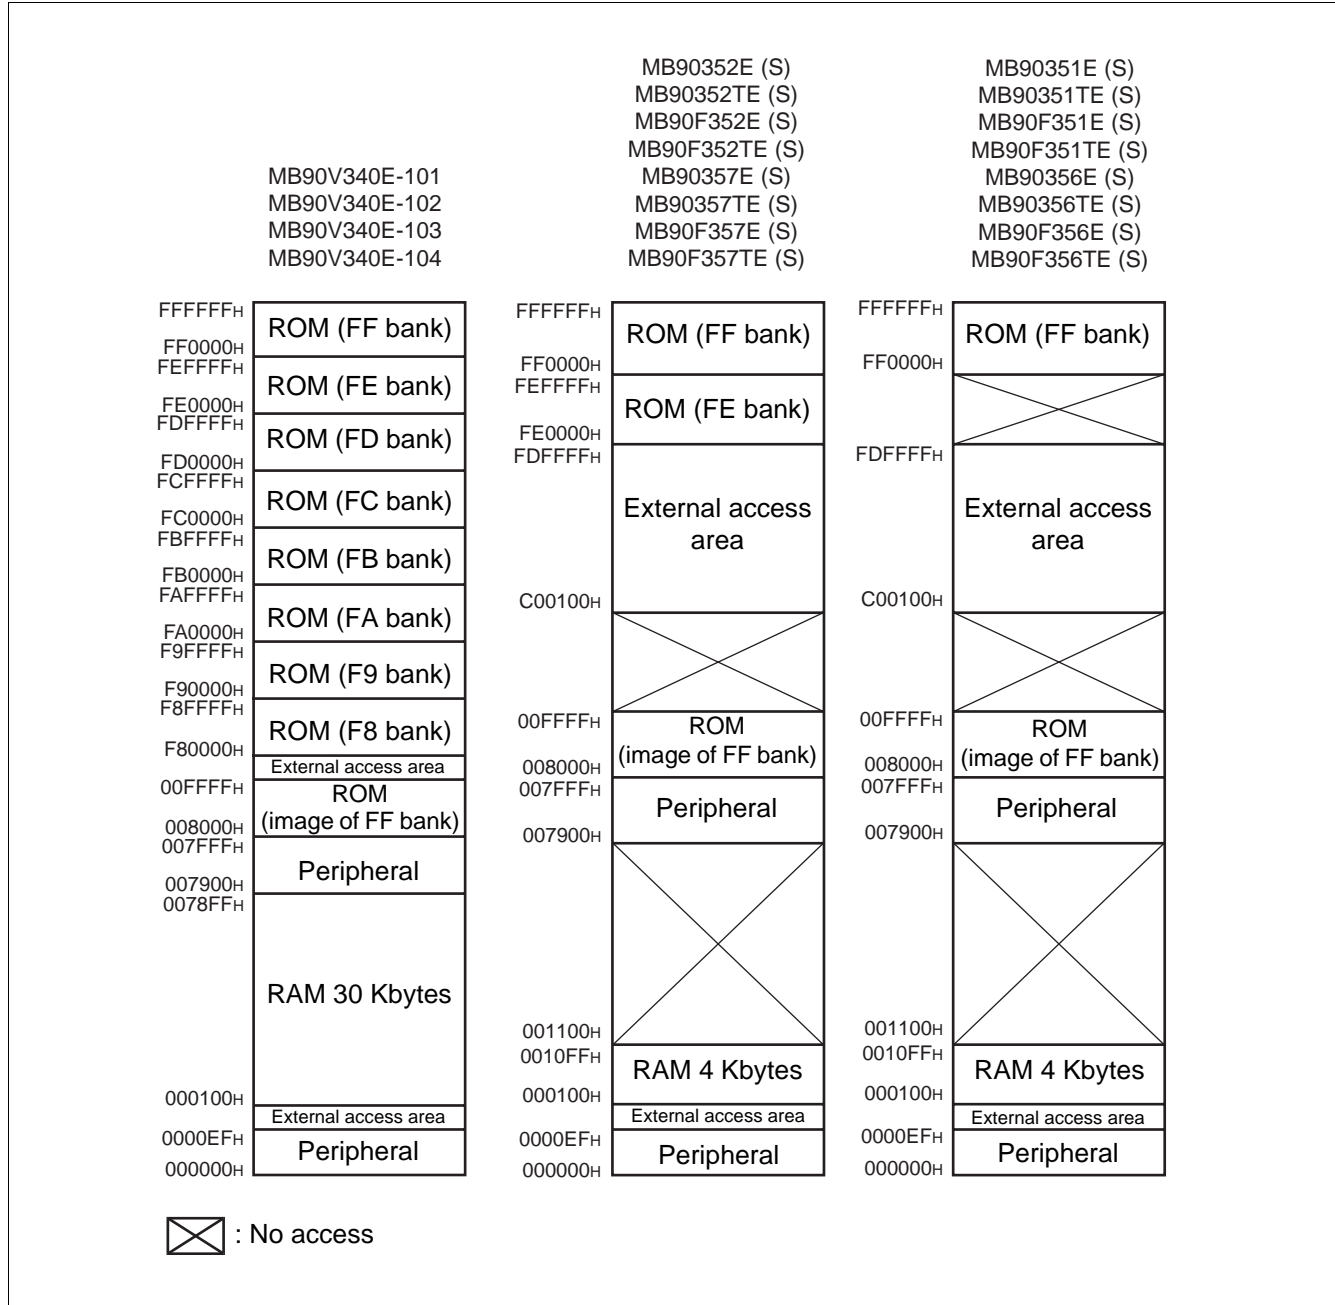 MB90V340E-101
MB90V340E-102
MB90V340E-103
MB90V340E-104
FFFFFFH
ROM (FF bank)
FF0000H
FEFFFFH
ROM (FE bank)
FE0000H
FDFFFFH
ROM (FD bank)
FD0000H
FCFFFFH
ROM (FC bank)
FC0000H
FBFFFFH
ROM (FB bank)
FB0000H
FAFFFFH
ROM (FA bank)
FA0000H
F9FFFFH
ROM (F9 bank)
F90000H
F8FFFFH
ROM (F8 bank)
F80000H
External access area
00FFFFH
ROM
(image of FF bank)
008000H
007FFFH
Peripheral
007900H
0078FFH
RAM 30 Kbytes
000100H
External access area
0000EFH
Peripheral
000000H
MB90352E (S)
MB90352TE (S)
MB90F352E (S)
MB90F352TE (S)
MB90357E (S)
MB90357TE (S)
MB90F357E (S)
MB90F357TE (S)
FFFFFFH
ROM (FF bank)
FF0000H
FEFFFFH
ROM (FE bank)
FE0000H
FDFFFFH
External access
area
C00100H
00FFFFH
ROM
(image of FF bank)
008000H
007FFFH
Peripheral
007900H
001100H
0010FFH
RAM 4 Kbytes
000100H
External access area
0000EFH
Peripheral
000000H
MB90351E (S)
MB90351TE (S)
MB90F351E (S)
MB90F351TE (S)
MB90356E (S)
MB90356TE (S)
MB90F356E (S)
MB90F356TE (S)
FFFFFFH
ROM (FF bank)
FF0000H
FDFFFFH
External access
area
C00100H
00FFFFH
ROM
(image of FF bank)
008000H
007FFFH
Peripheral
007900H
001100H
0010FFH
RAM 4 Kbytes
000100H
External access area
0000EFH
Peripheral
000000H
: No access